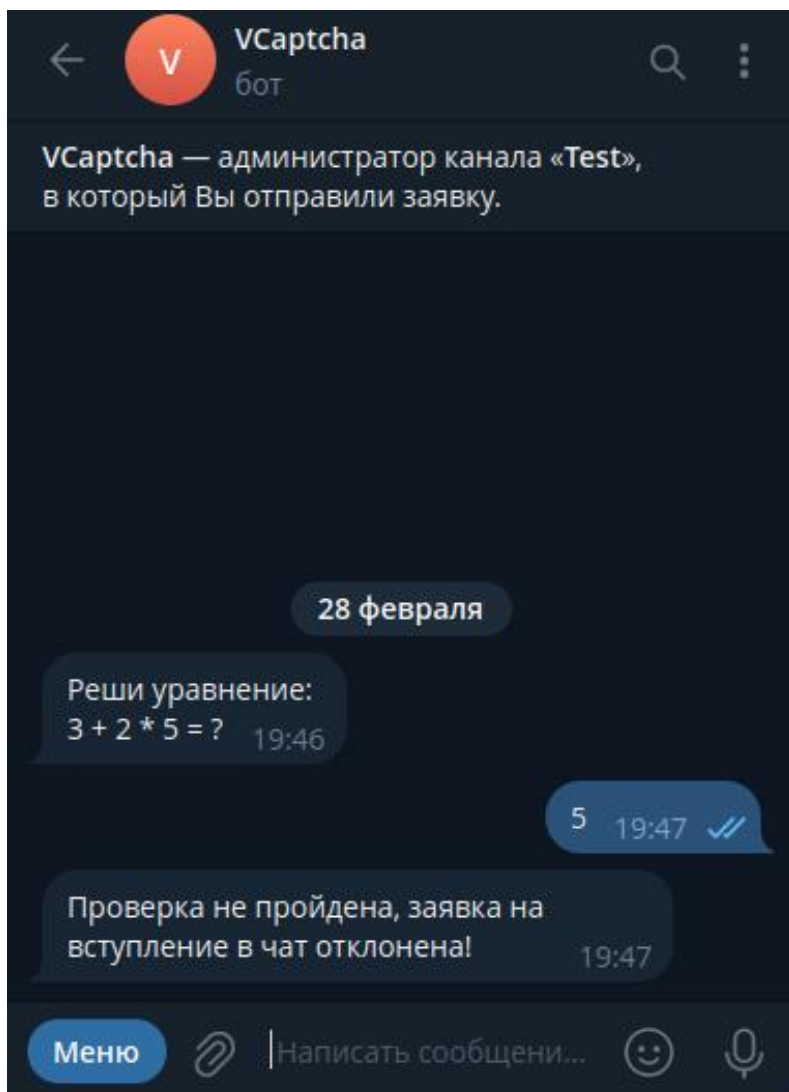 V
VCaptcha
бот
VCaptcha — администратор канала «Test»,
в который Вы отправили заявку.
28 февраля
Реши уравнение:
3 + 2 * 5 = ?
19:46
5
19:47
Проверка не пройдена, заявка на
вступление в чат отклонена!
19:47
Меню
Написать сообщени...